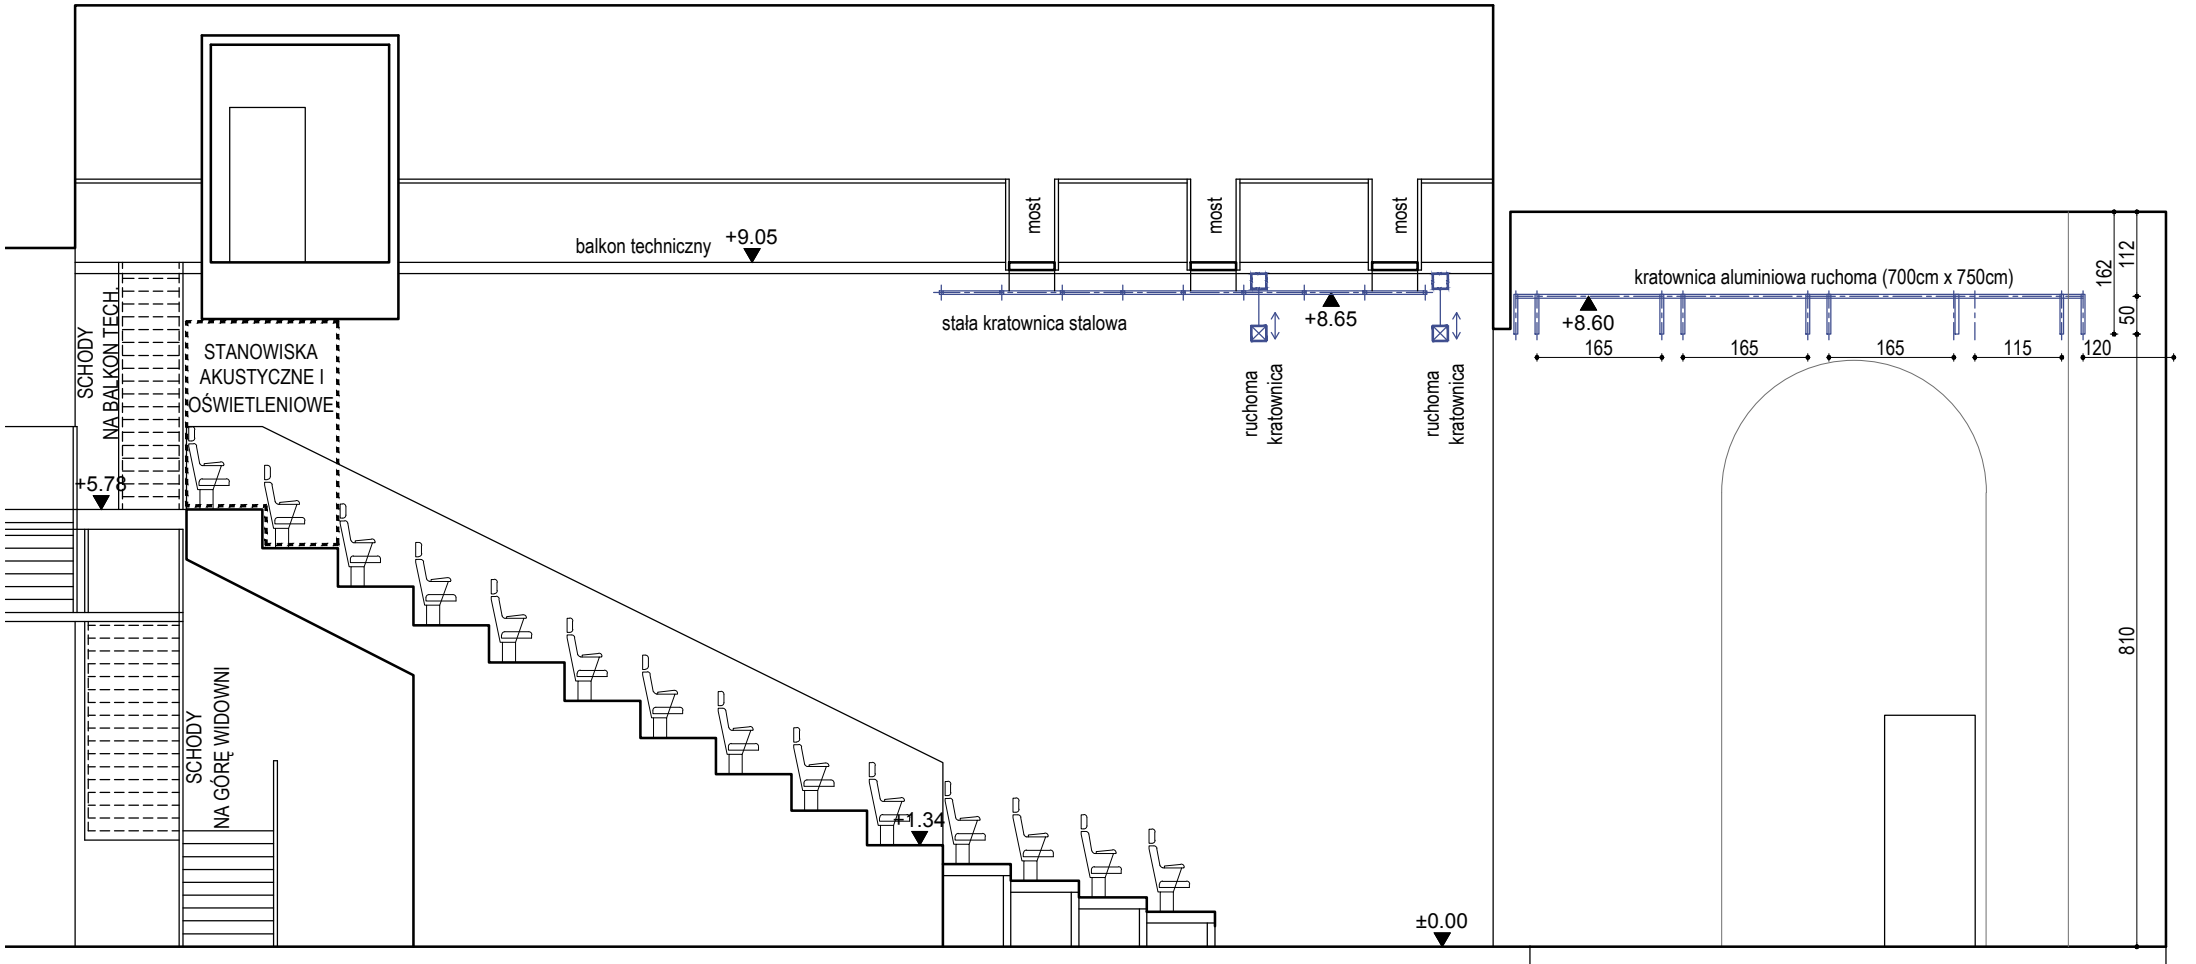 most
most
most
balkon techniczny
+9.05
kratownica aluminiowa ruchoma (700cm x 750cm)
162
112
50
+8.60
165
165
165
115
120
+8.65
stała kratownica stalowa
ruchoma
kratownica
ruchoma
kratownica
SCHODY
NA BALKON TECH.
STANOWISKA
AKUSTYCZNE I
OŚWIETLENIOWE
+5.78
SCHODY
NA GÓRĘ WIDOWNI
+1.34
810
±0.00